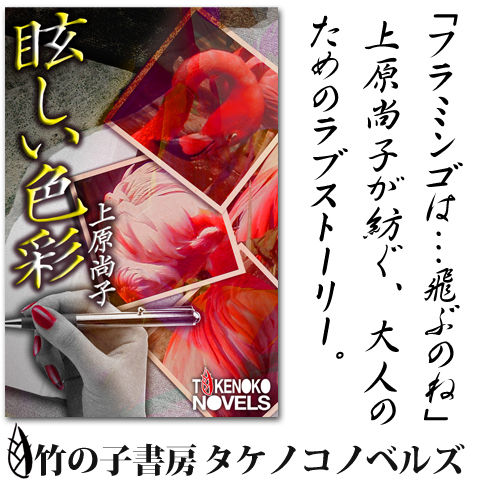 「フラミンゴは…飛ぶのね」
上原尚子が紡ぐ、大人の
ためのラブストーリー。
眩しい色彩
上原尚子
TAKENOKO
NOVELS
竹の子書房 タケノコノベルズ